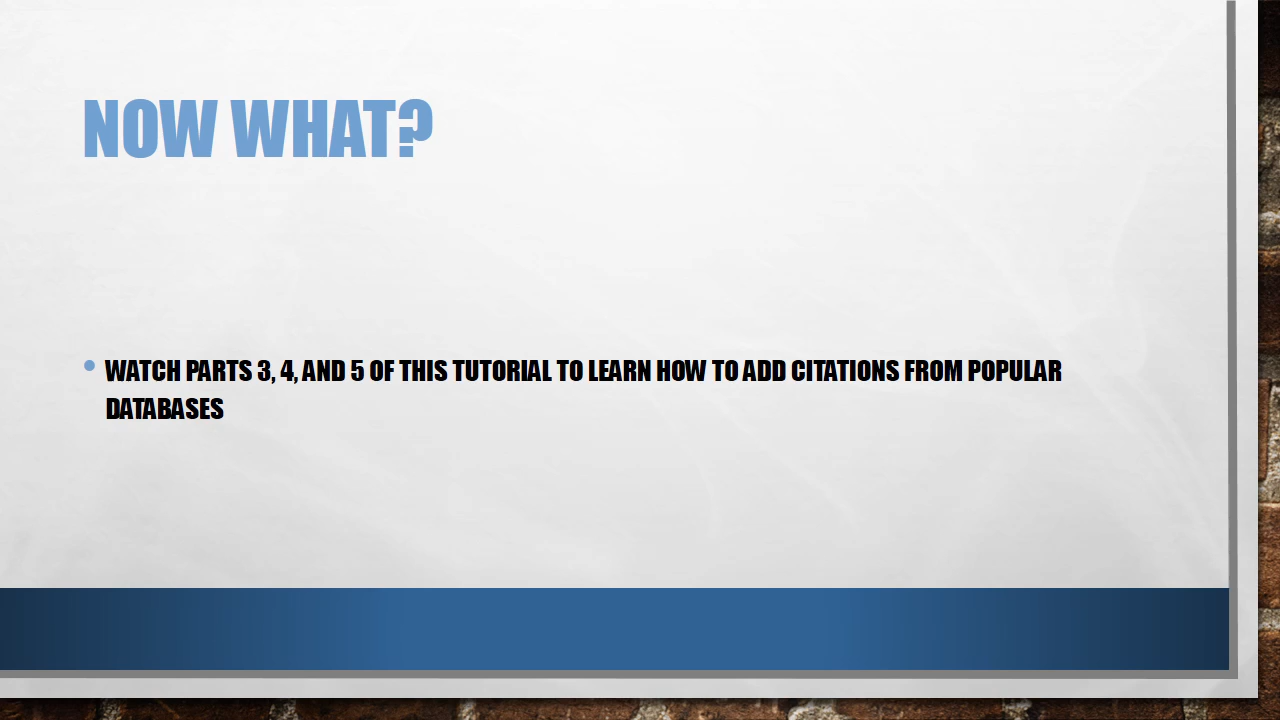 NOW WHAT?
• WATCH PARTS 3, 4, AND 5 OF THIS TUTORIAL TO LEARN HOW TO ADD CITATIONS FROM POPULAR
DATABASES